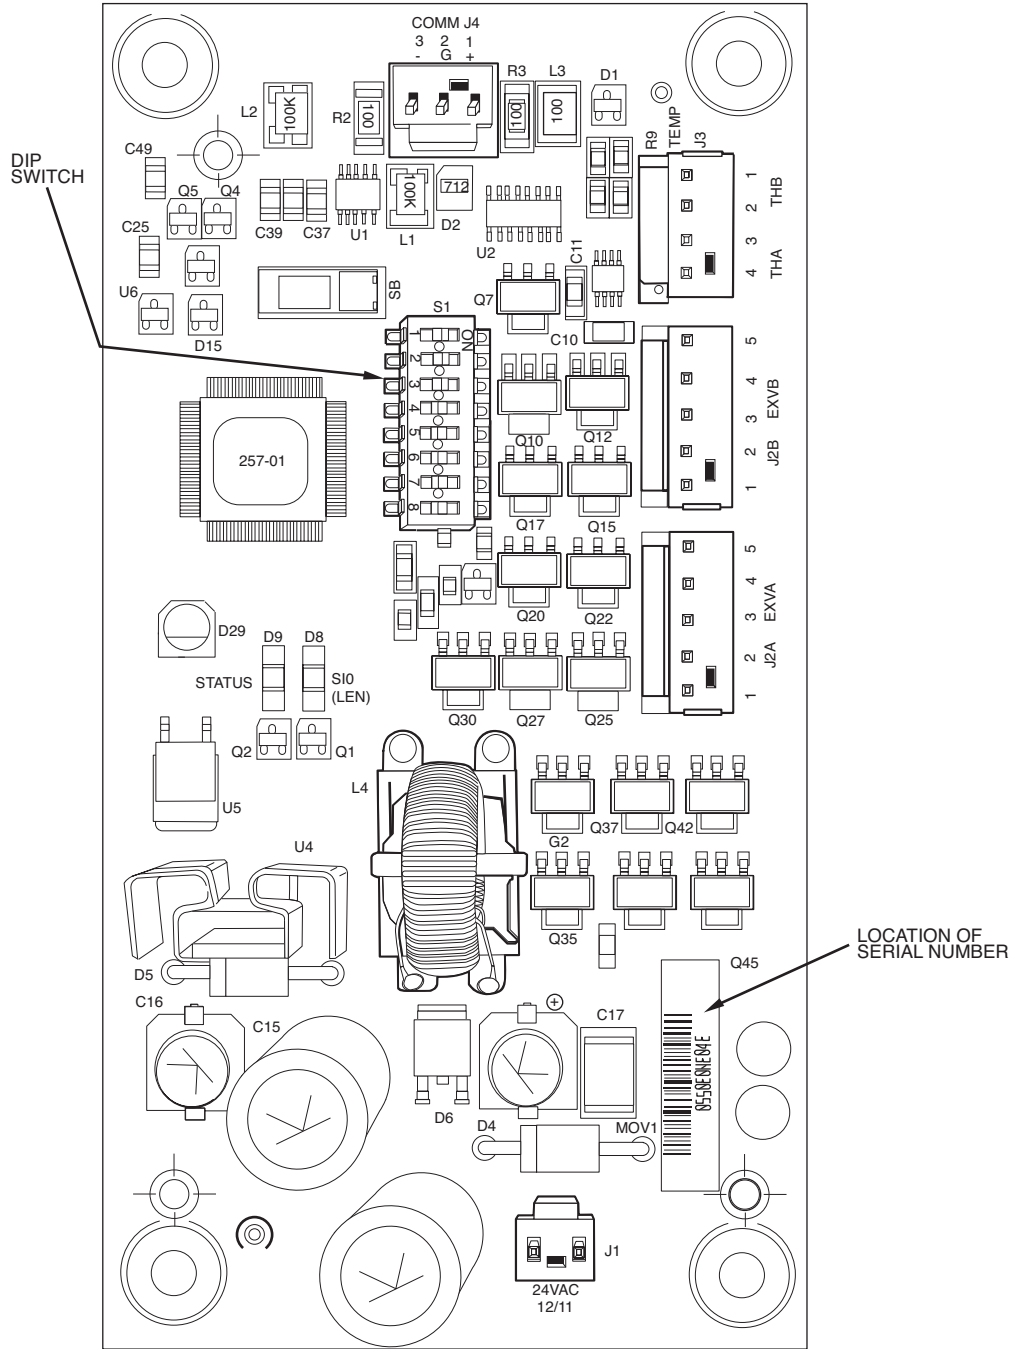 COMM J4
3 2 1
- G +
R3
L3
D1
L2
100K
R2
100
100
100
R9
TEMP
J3
C49
DIP
SWITCH
Q5
Q4
100K
712
1
THB
2
C25
C39
C37
U1
L1
D2
U2
C11
3
THA
4
U6
SB
Q7
D15
S1
C10
ON
1
2
3
4
5
6
7
8
5
4
EXVB
3
J2B
2
1
Q10
Q12
257-01
Q17
Q15
5
4
EXVA
3
J2A
2
1
Q20
Q22
D29
D9
D8
STATUS
SI0
(LEN)
Q30
Q27
Q25
Q2
Q1
L4
U5
Q37
Q42
G2
U4
Q35
LOCATION OF
SERIAL NUMBER
D5
Q45
C16
C15
C17
0550E0HE04E
D6
D4
MOV1
J1
24VAC
12/11